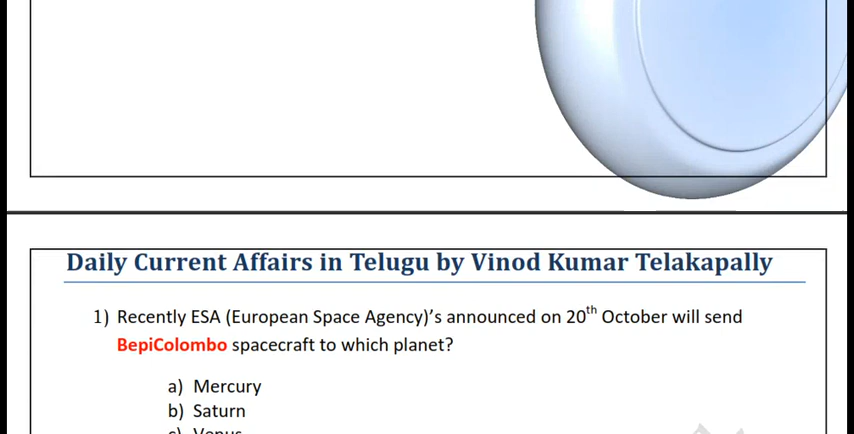 Daily Current Affairs in Telugu by Vinod Kumar Telakapally
1) Recently ESA (European Space Agency)’s announced on 20th October will send
BepiColombo spacecraft to which planet?
a) Mercury
b) Saturn
c) Venus